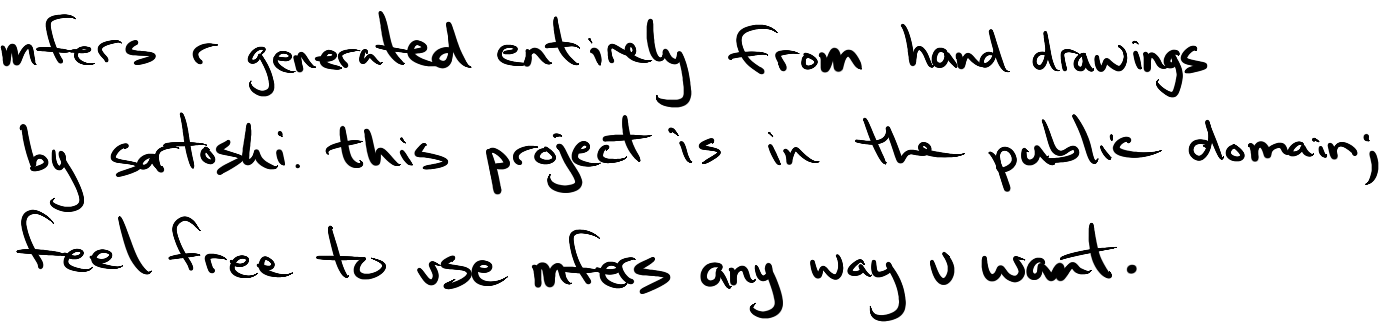 mfers r generated entirely from hand drawings
by sartoshi. this project is in the public domain;
feel free to use mfers any way u want.